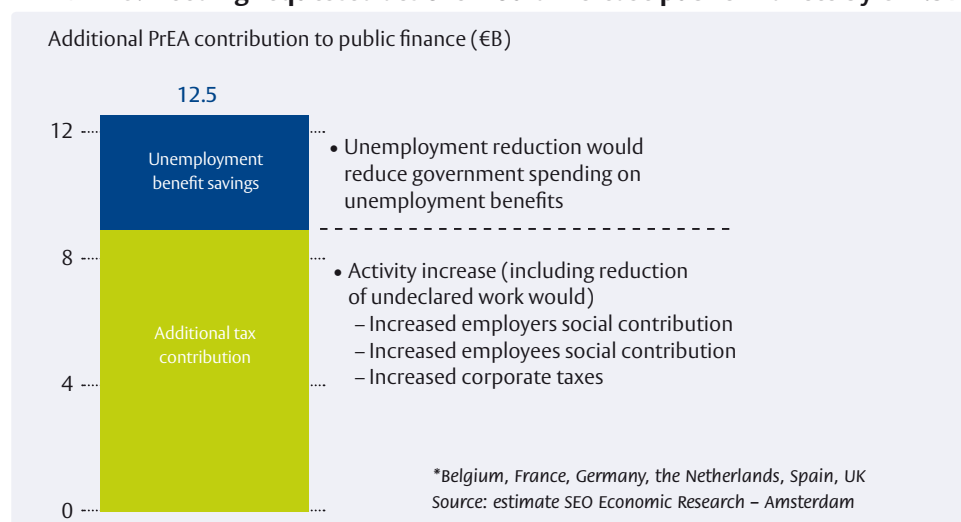 Additional PrEA contribution to public finance (€B)
12.5
12
Unemployment
benefit savings
• Unemployment reduction would
reduce government spending on
unemployment benefits
8
• Activity increase (including reduction
of undeclared work would)
– Increased employers social contribution
– Increased employees social contribution
– Increased corporate taxes
Additional tax
contribution
4
0
*Belgium, France, Germany, the Netherlands, Spain, UK
Source: estimate SEO Economic Research – Amsterdam